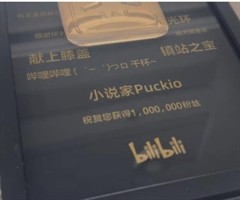 光环
献上膝盖 镇站之宝
哔哩哔哩 ( ゜- ゜)つロ 干杯~
小说家Puckio
祝贺您获得1,000,000粉丝
bilibili